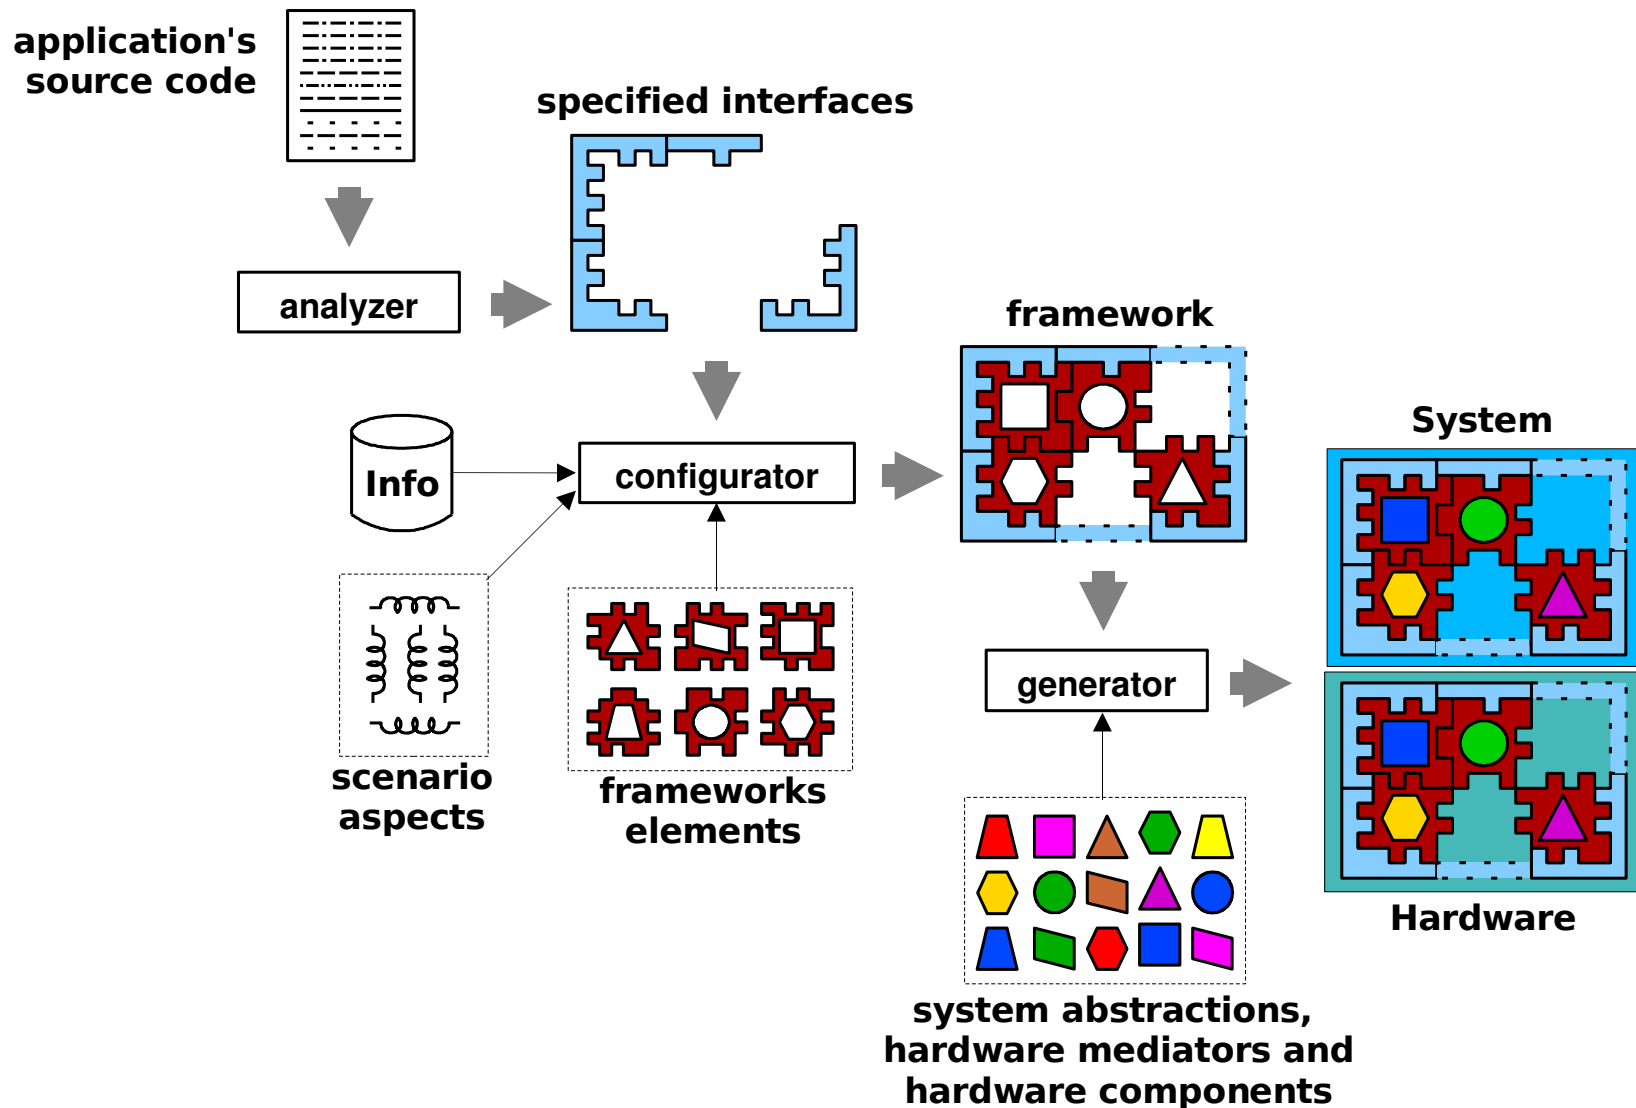 application's
source code
specified interfaces
analyzer
framework
System
Info
configurator
generator
scenario
aspects
frameworks
elements
Hardware
system abstractions,
hardware mediators and
hardware components